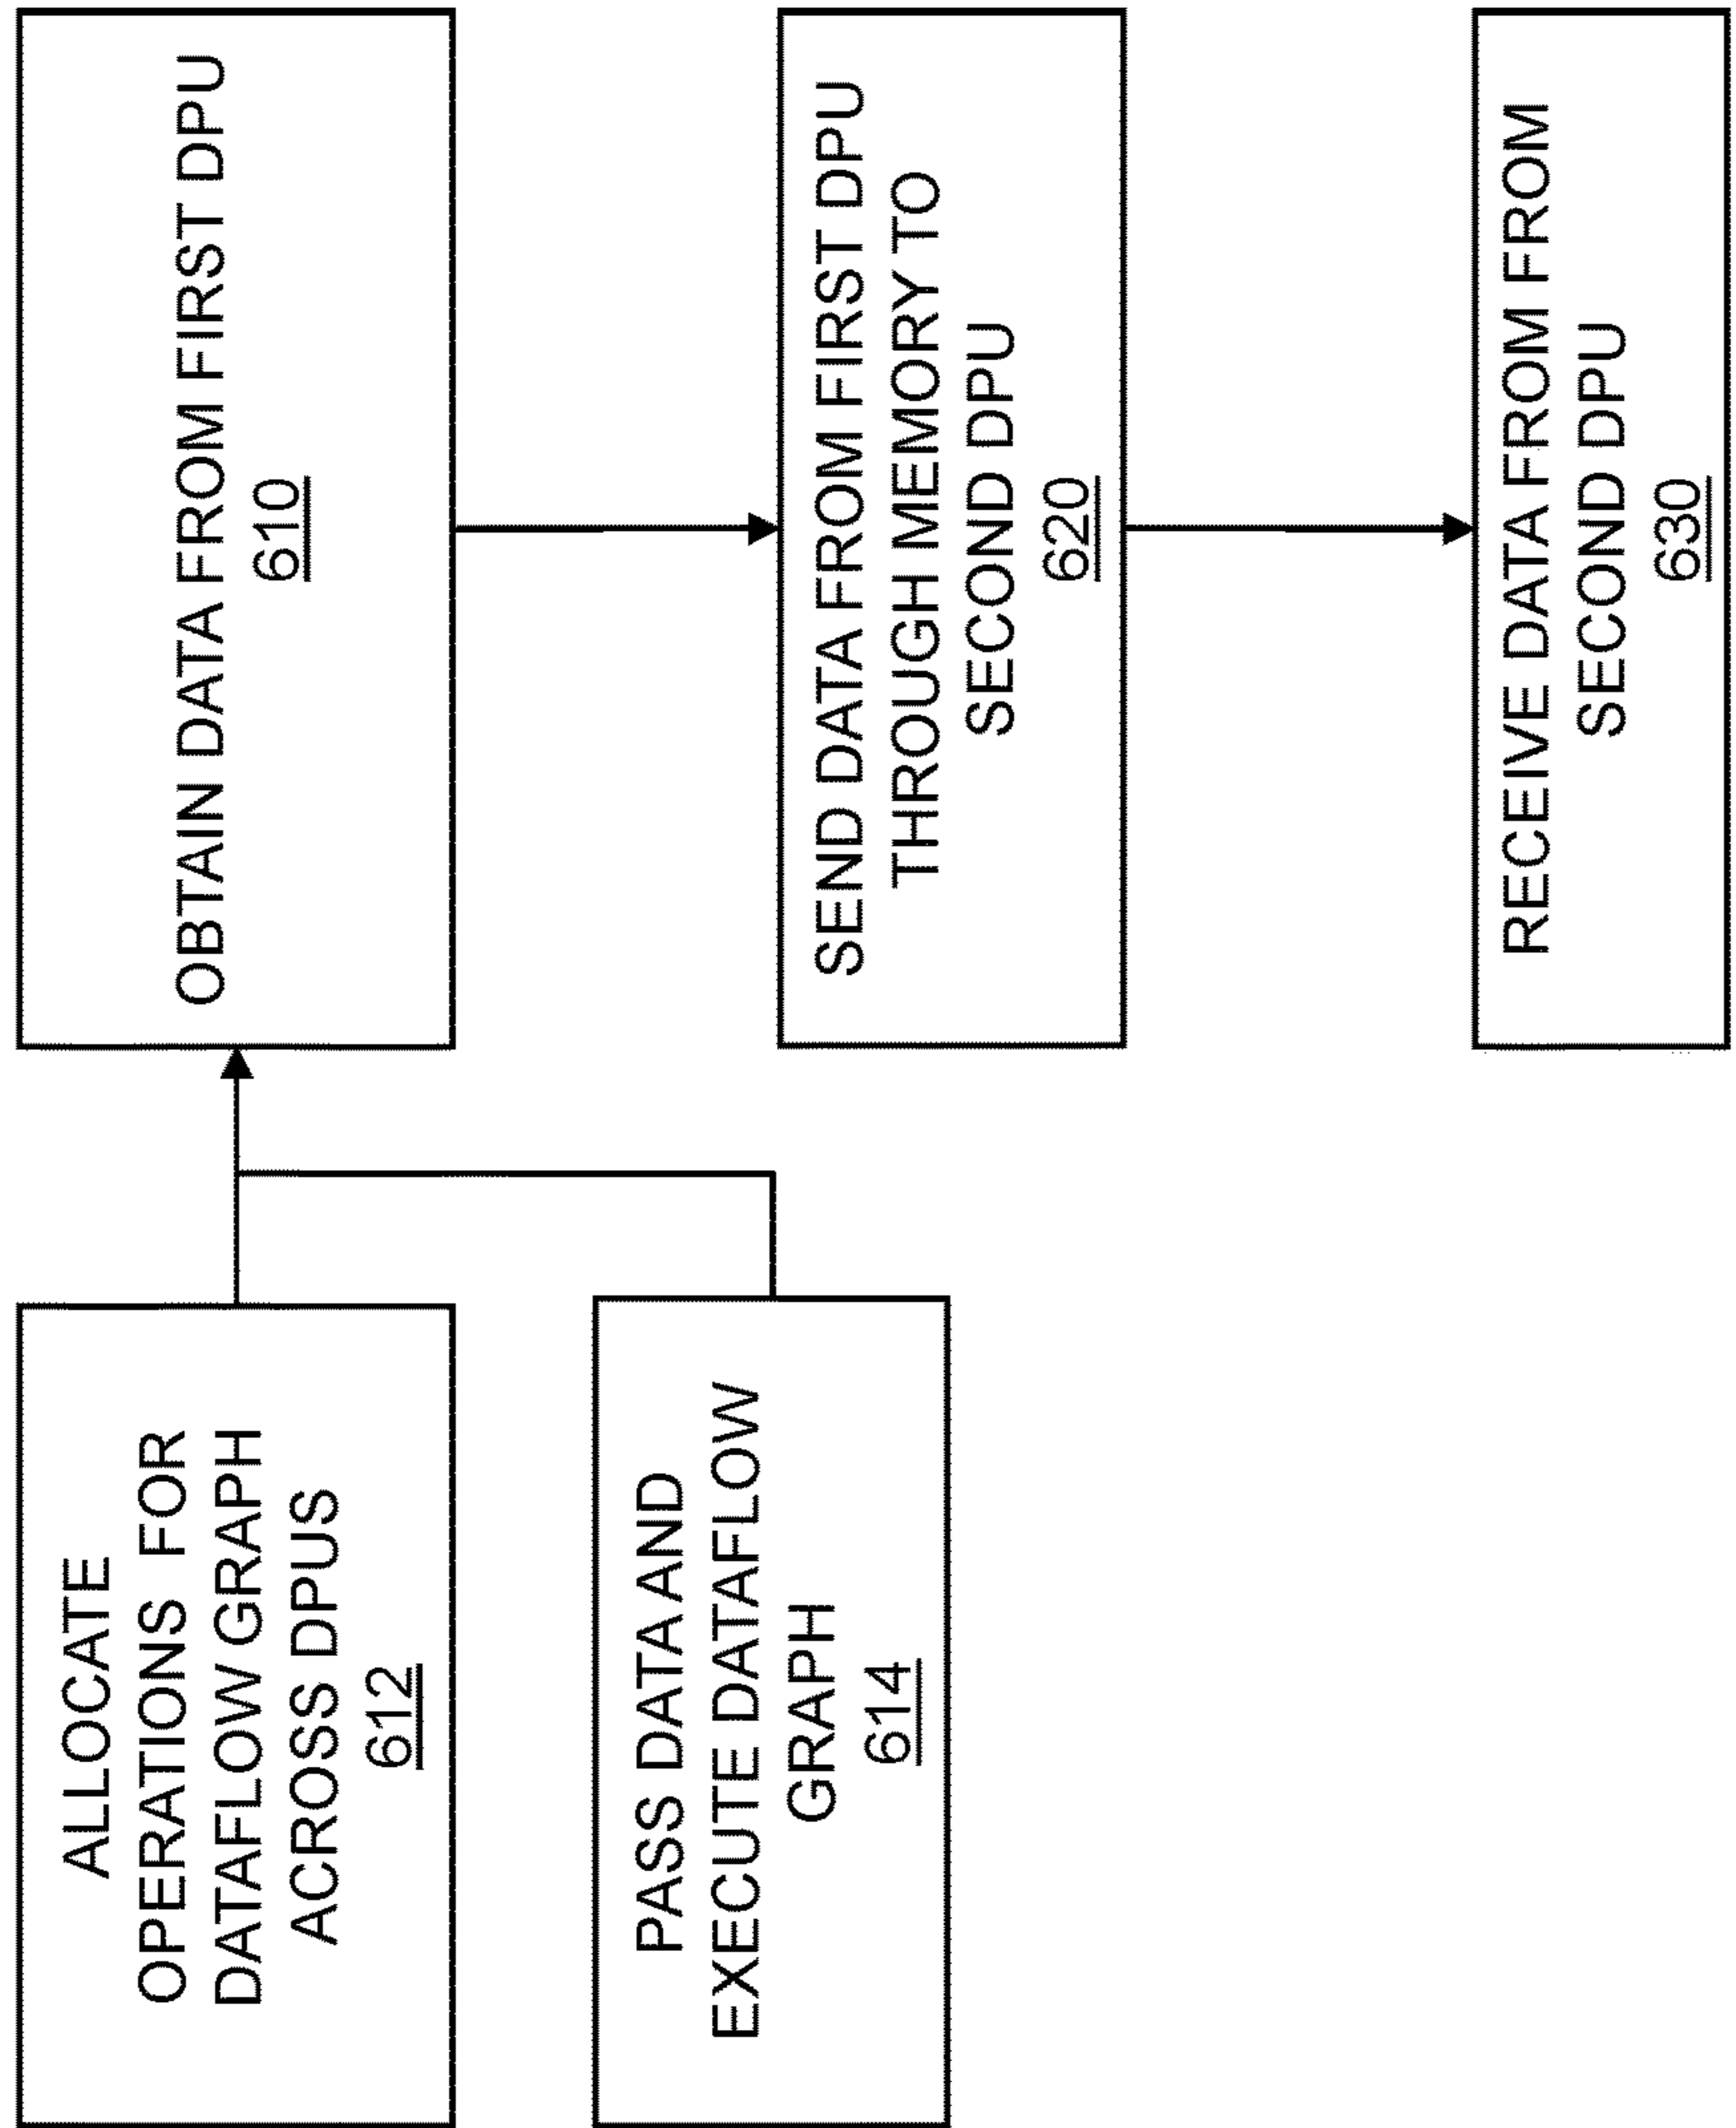 ALLOCATE
OPERATIONS FOR
DATAFLOW GRAPH
ACROSS DPUS
612
PASS DATA AND
EXECUTE DATAFLOW
GRAPH
614
OBTAIN DATA FROM FIRST DPU
610
SEND DATA FROM FIRST DPU
THROUGH MEMORY TO
SECOND DPU
620
RECEIVE DATA FROM FROM
SECOND DPU
630